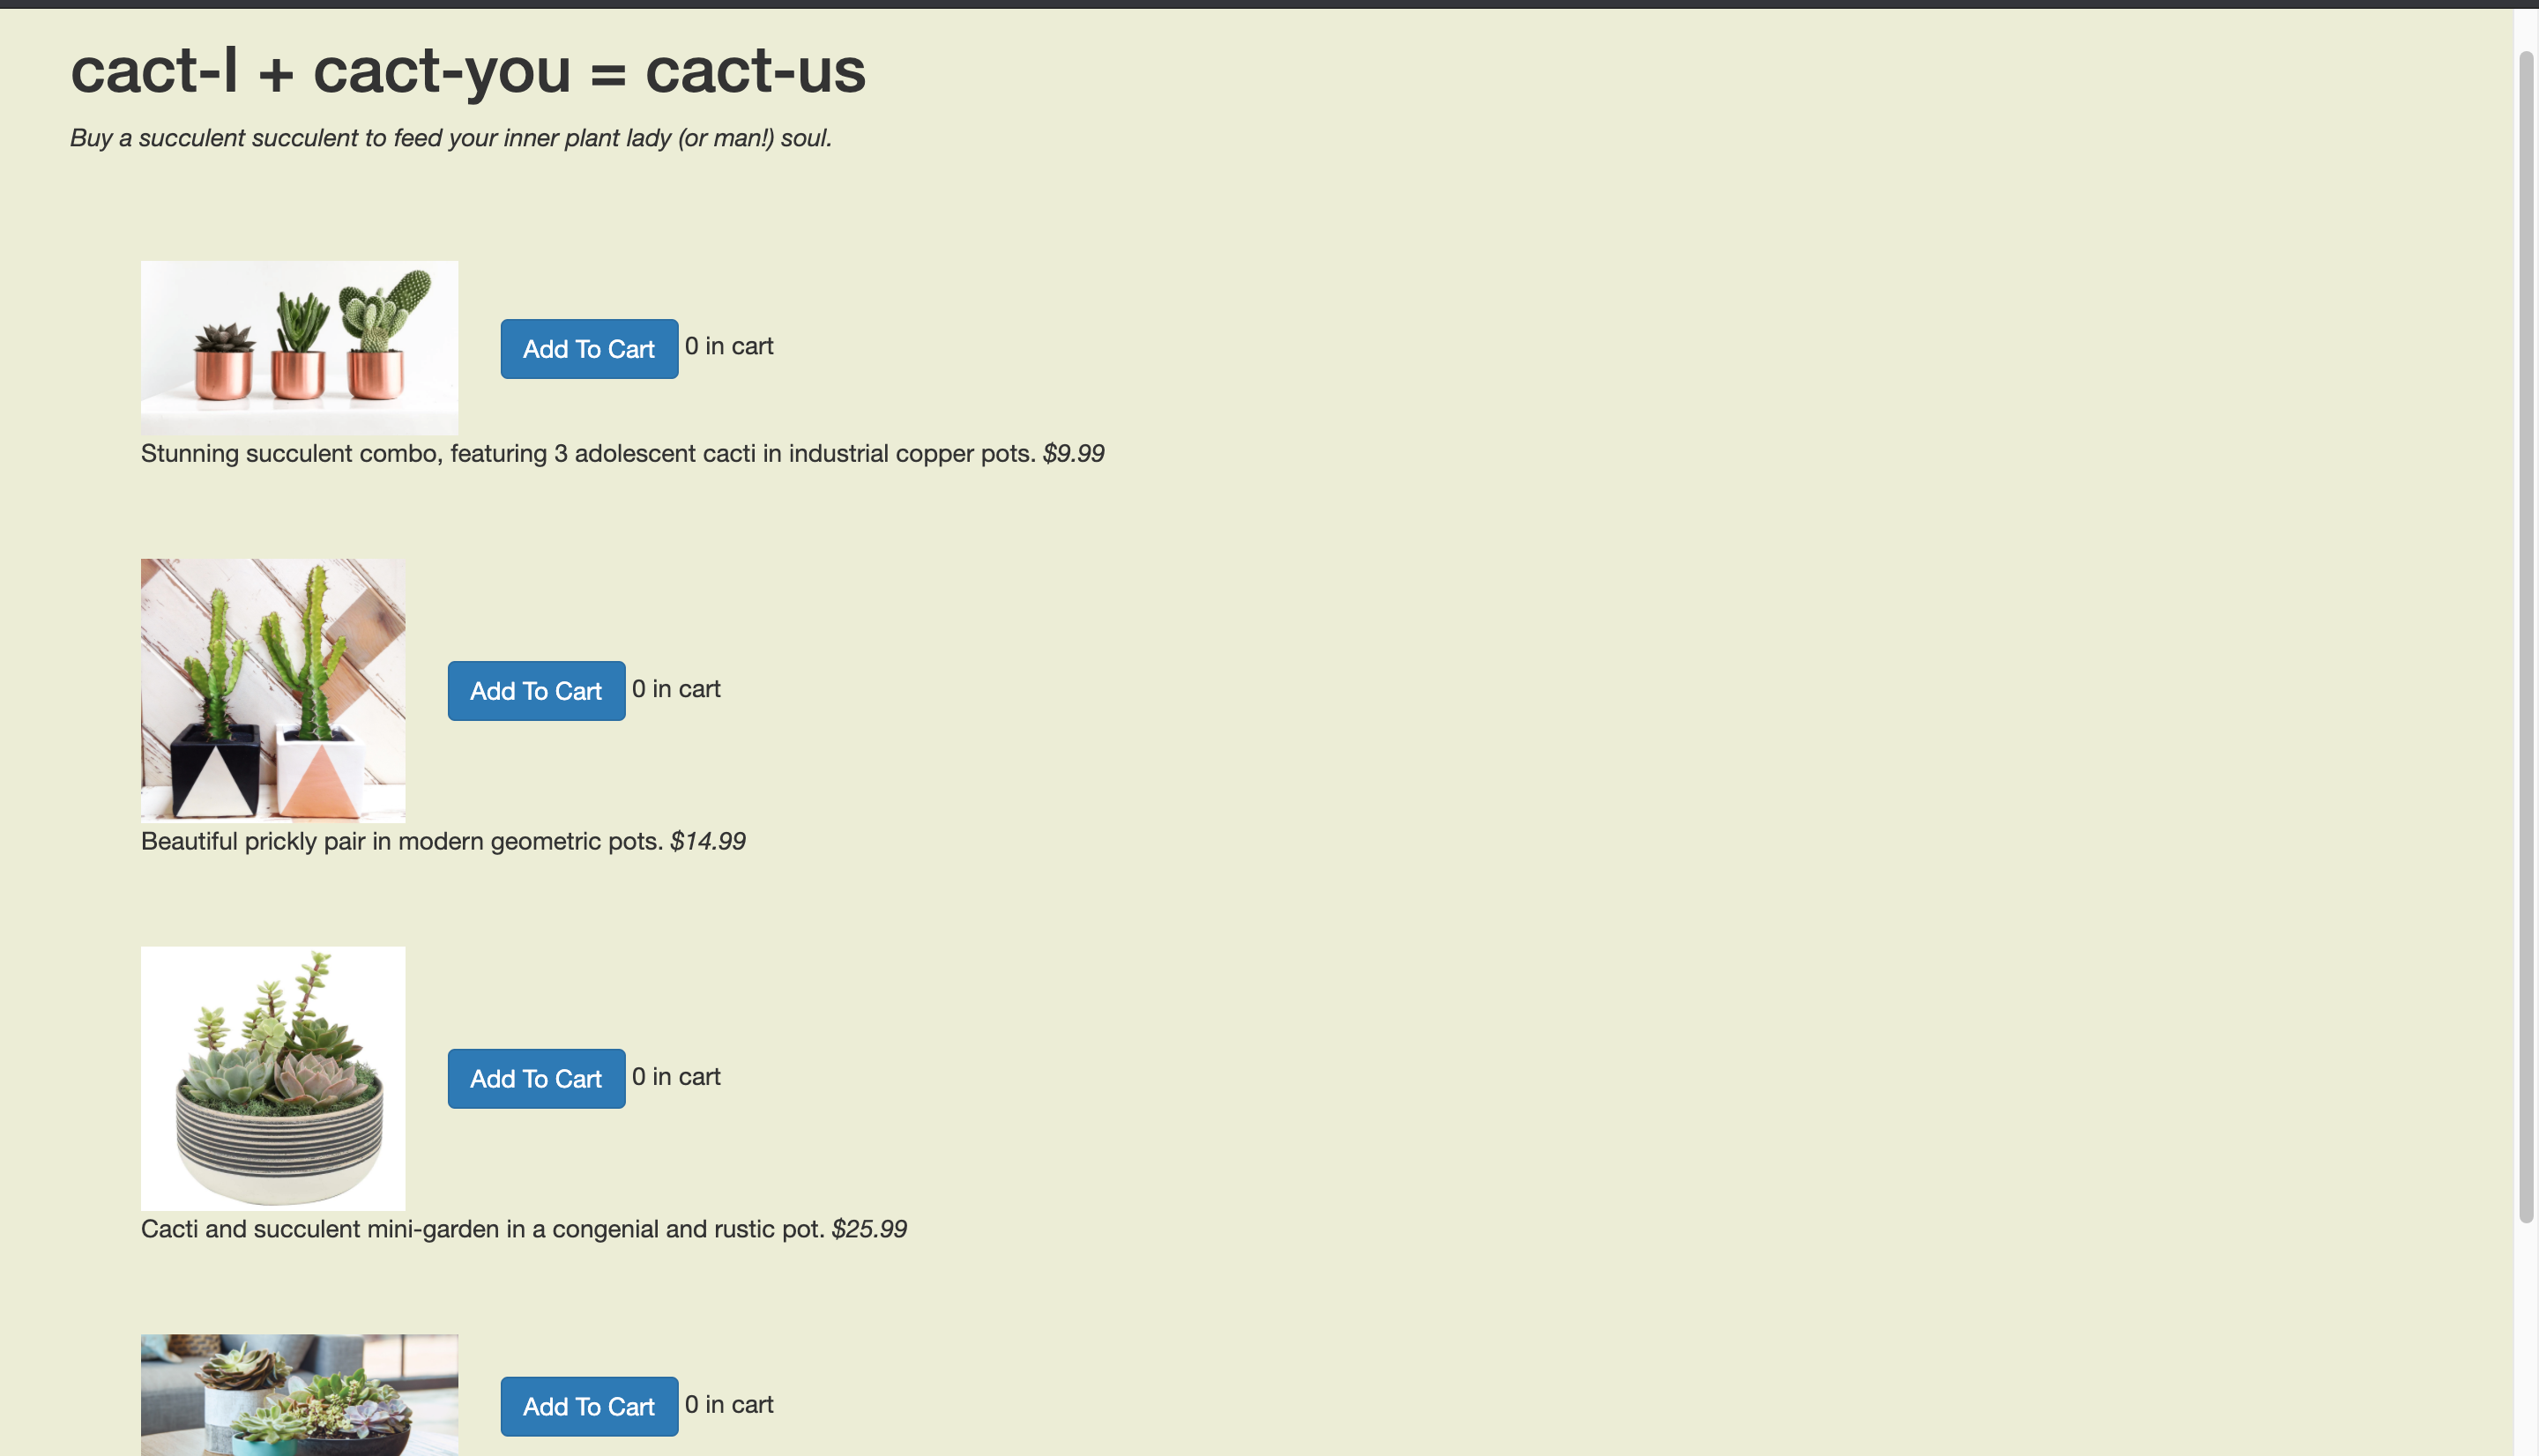 cact-I + cact-you = cact-us
Buy a succulent succulent to feed your inner plant lady (or man!) soul.
Add To Cart 0 in cart
Stunning succulent combo, featuring 3 adolescent cacti in industrial copper pots. $9.99
Add To Cart 0 in cart
Beautiful prickly pair in modern geometric pots. $14.99
Add To Cart 0 in cart
Cacti and succulent mini-garden in a congenial and rustic pot. $25.99
Add To Cart 0 in cart